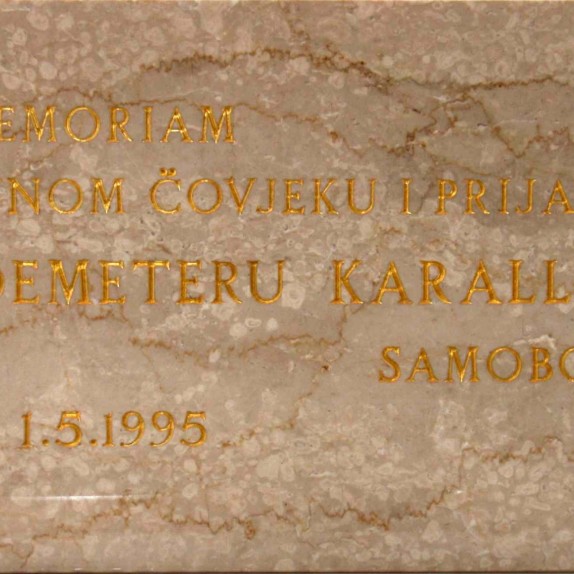 EMORIAM
NOM ČOVJEKU I PRIJA
DEMETERU KARALL
SAMOBO
1.5.1995